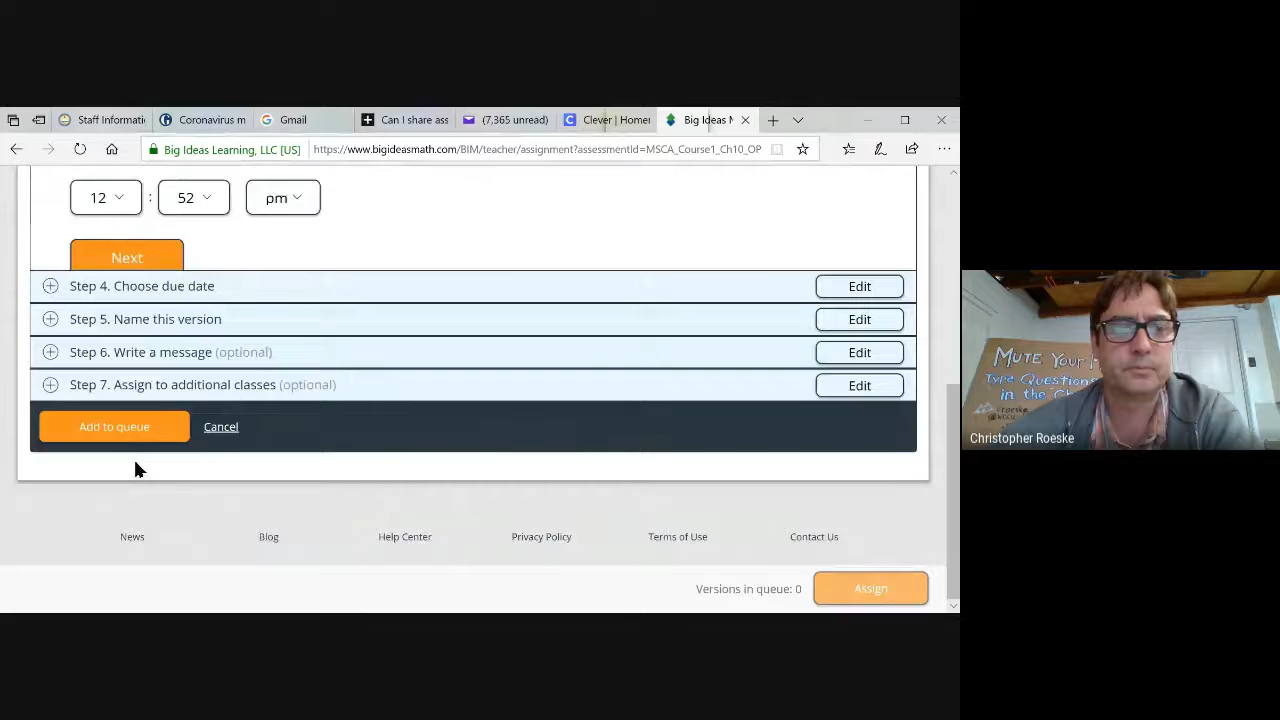 Staff Informati
Coronavirus m
Gmail
Can I share ass
(7,365 unread)
Clever | Homer
Big Ideas M
Big Ideas Learning, LLC [US]
https://www.bigideasmath.com/BIM/teacher/assignment?assessmentId=MSCA_Course1_Ch10_OP
12 : 52 pm
Next
Step 4. Choose due date
Edit
Step 5. Name this version
Edit
Step 6. Write a message (optional)
Edit
Step 7. Assign to additional classes (optional)
Edit
Add to queue
Cancel
News
Blog
Help Center
Privacy Policy
Terms of Use
Contact Us
Versions in queue: 0
Assign
MUTE YOUR
Type Questions
in the
Christopher Roeske